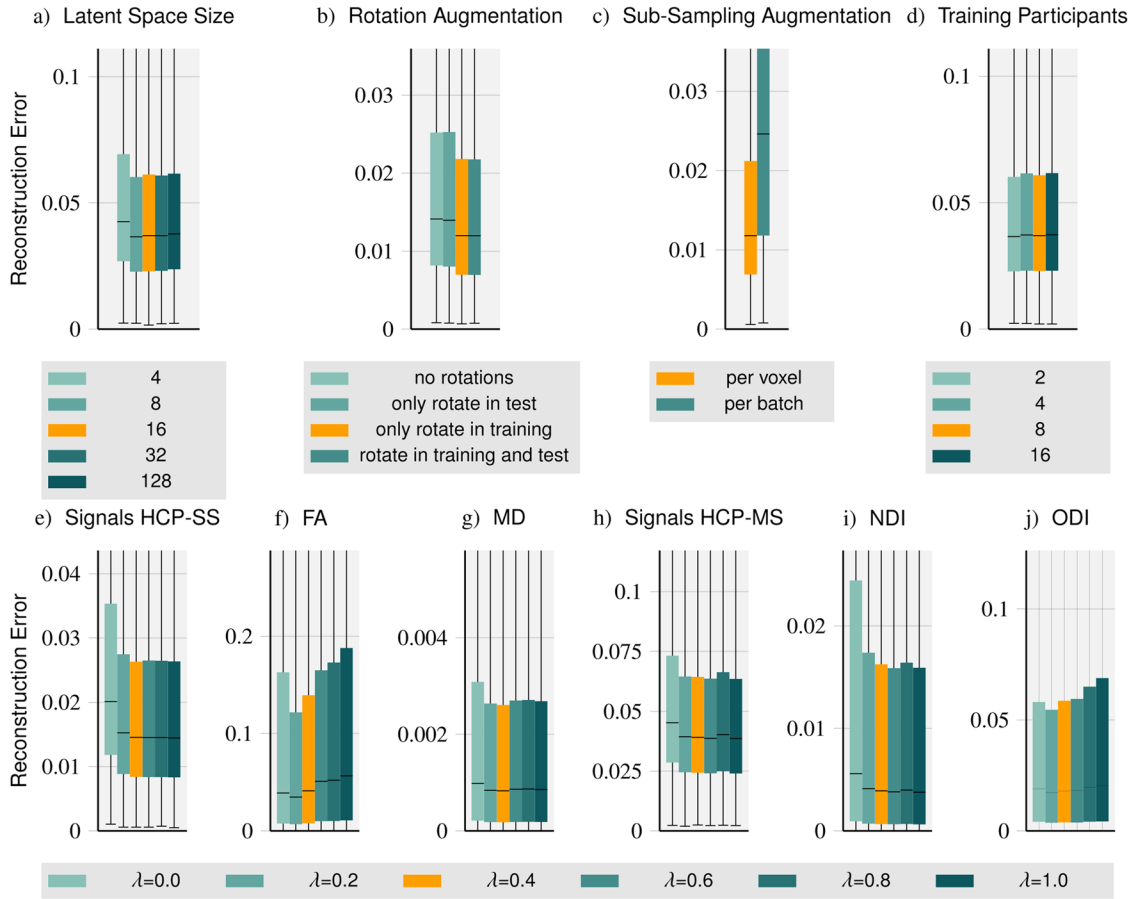 a) Latent Space Size
b) Rotation Augmentation
c) Sub-Sampling Augmentation
d) Training Participants
Reconstruction Error
0.1
0.05
0
0.03
0.02
0.01
0
0.03
0.02
0.01
0
0.1
0.05
0
4
8
16
32
128
no rotations
only rotate in test
only rotate in training
rotate in training and test
per voxel
per batch
2
4
8
16
e) Signals HCP-SS
f) FA
g) MD
h) Signals HCP-MS
i) NDI
j) ODI
Reconstruction Error
0.04
0.03
0.02
0.01
0
0.2
0.1
0
0.004
0.002
0
0.1
0.075
0.05
0.025
0
0.02
0.01
0
0.1
0.05
0
λ=0.0 λ=0.2 λ=0.4 λ=0.6 λ=0.8 λ=1.0